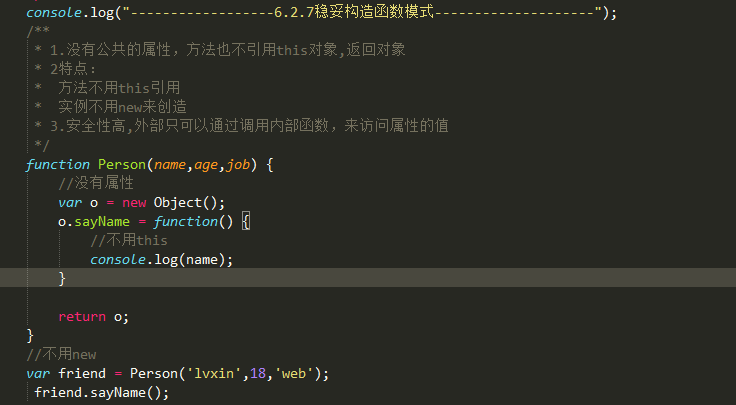 console.log("------------------6.2.7稳妥构造函数模式--------------------");
/**
 * 1.没有公共的属性，方法也不引用this对象,返回对象
 * 2特点：
 *  方法不用this引用
 *  实例不用new来创造
 * 3.安全性高,外部只可以通过调用内部函数，来访问属性的值
 */
function Person(name,age,job) {
    //没有属性
    var o = new Object();
    o.sayName = function() {
        //不用this
        console.log(name);
    }
    return o;
}
//不用new
var friend = Person('lvxin',18,'web');
 friend.sayName();